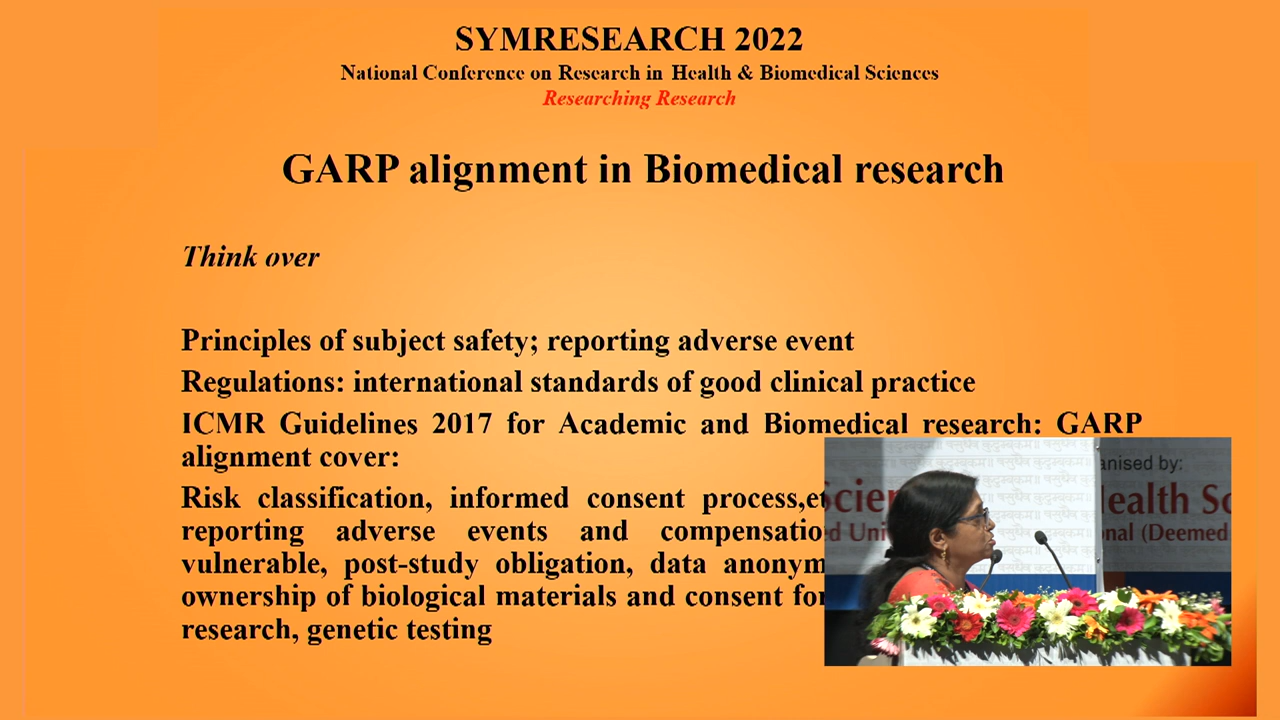 SYMRESEARCH 2022
National Conference on Research in Health & Biomedical Sciences
Researching Research
GARP alignment in Biomedical research
Think over
Principles of subject safety; reporting adverse event
Regulations: international standards of good clinical practice
ICMR Guidelines 2017 for Academic and Biomedical research: GARP
alignment cover:
Risk classification, informed consent process,et
reporting adverse events and compensatio
vulnerable, post-study obligation, data anonym
ownership of biological materials and consent for
research, genetic testing
anised by:
Scien
ealth Sc
ed Uni
onal (Deemed